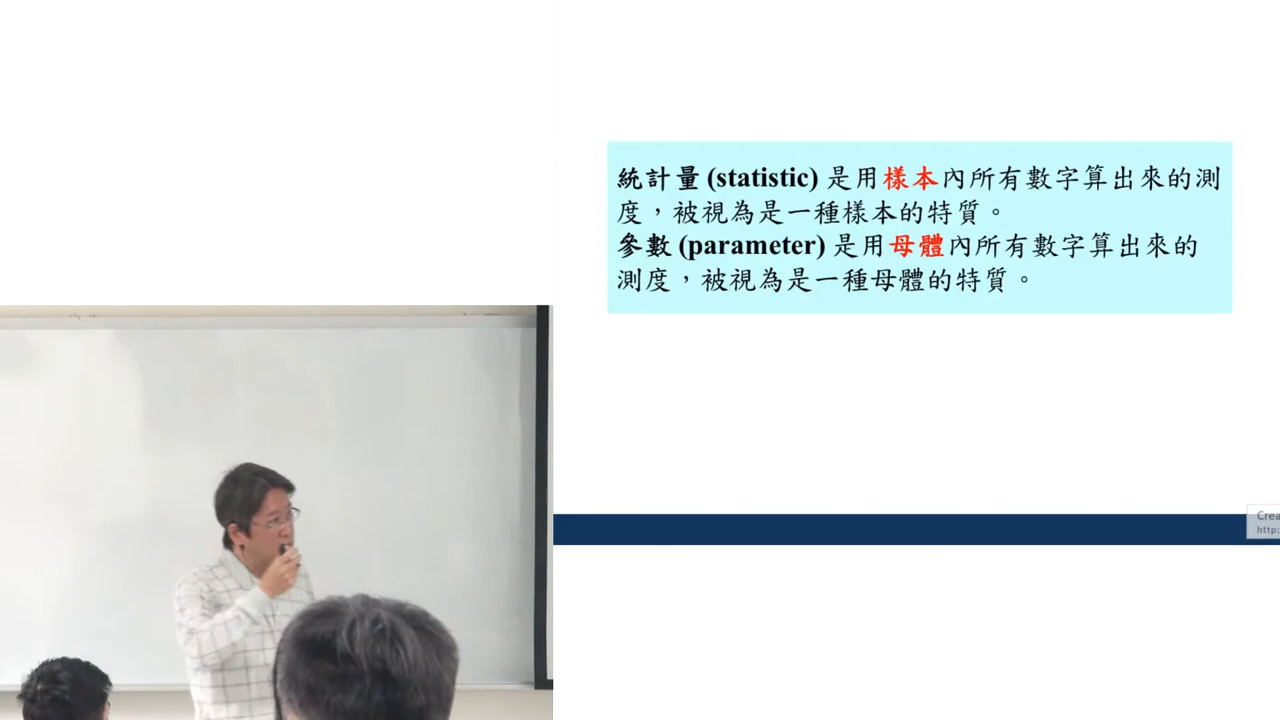 統計量 (statistic) 是用樣本內所有數字算出來的測
度，被視為是一種樣本的特質。
參數 (parameter) 是用母體內所有數字算出來的
測度，被視為是一種母體的特質。